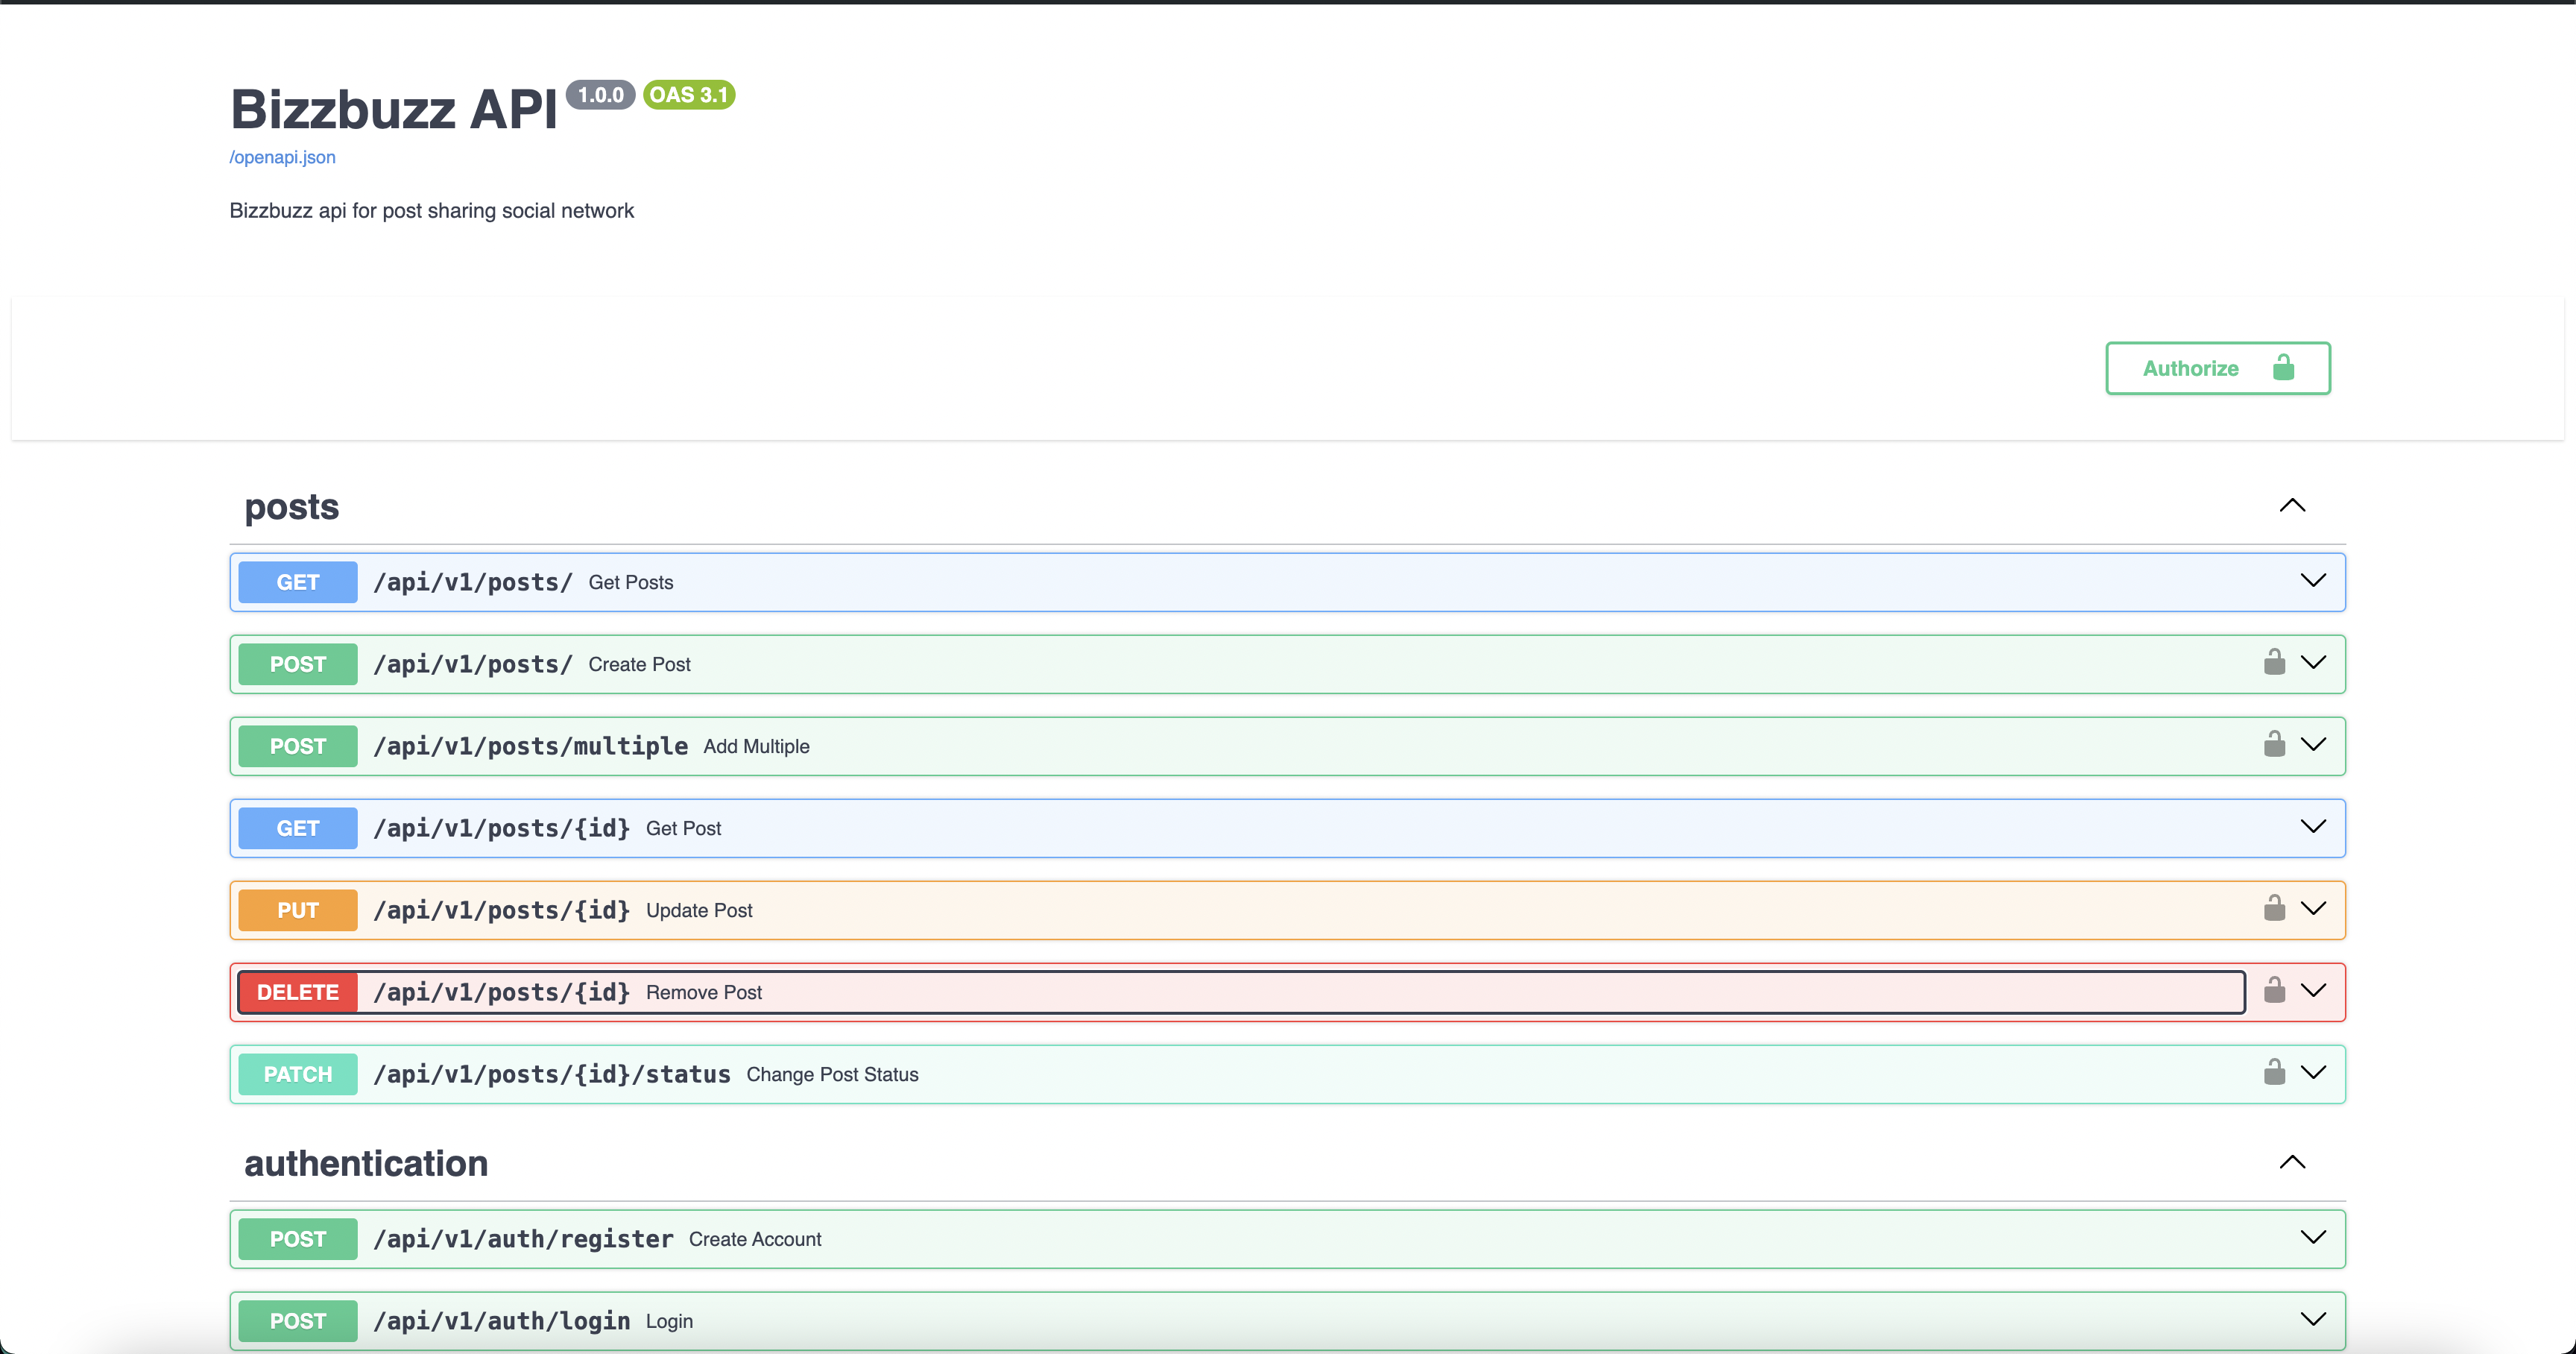 Bizzbuzz API 1.0.0 OAS 3.1
/openapi.json
Bizzbuzz api for post sharing social network
Authorize
posts
GET /api/v1/posts/ Get Posts
POST /api/v1/posts/ Create Post
POST /api/v1/posts/multiple Add Multiple
GET /api/v1/posts/{id} Get Post
PUT /api/v1/posts/{id} Update Post
DELETE /api/v1/posts/{id} Remove Post
PATCH /api/v1/posts/{id}/status Change Post Status
authentication
POST /api/v1/auth/register Create Account
POST /api/v1/auth/login Login